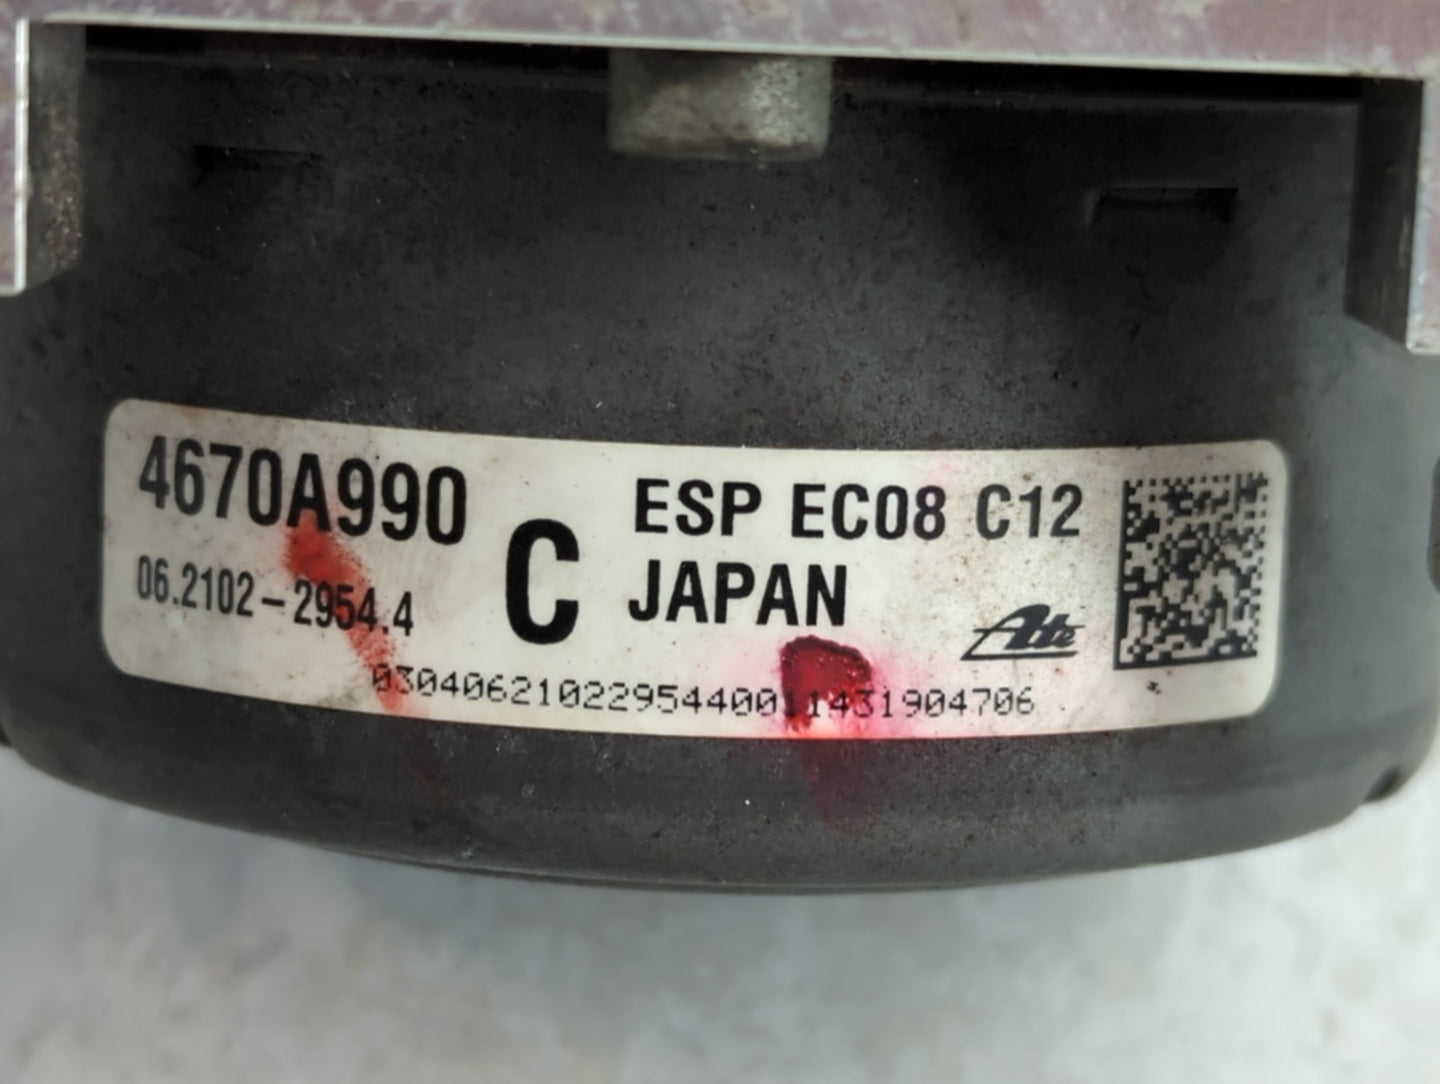 4670A990
06.2102-2954.4
C
ESP EC08 C12
JAPAN
Ate
0304062102295440011431904706